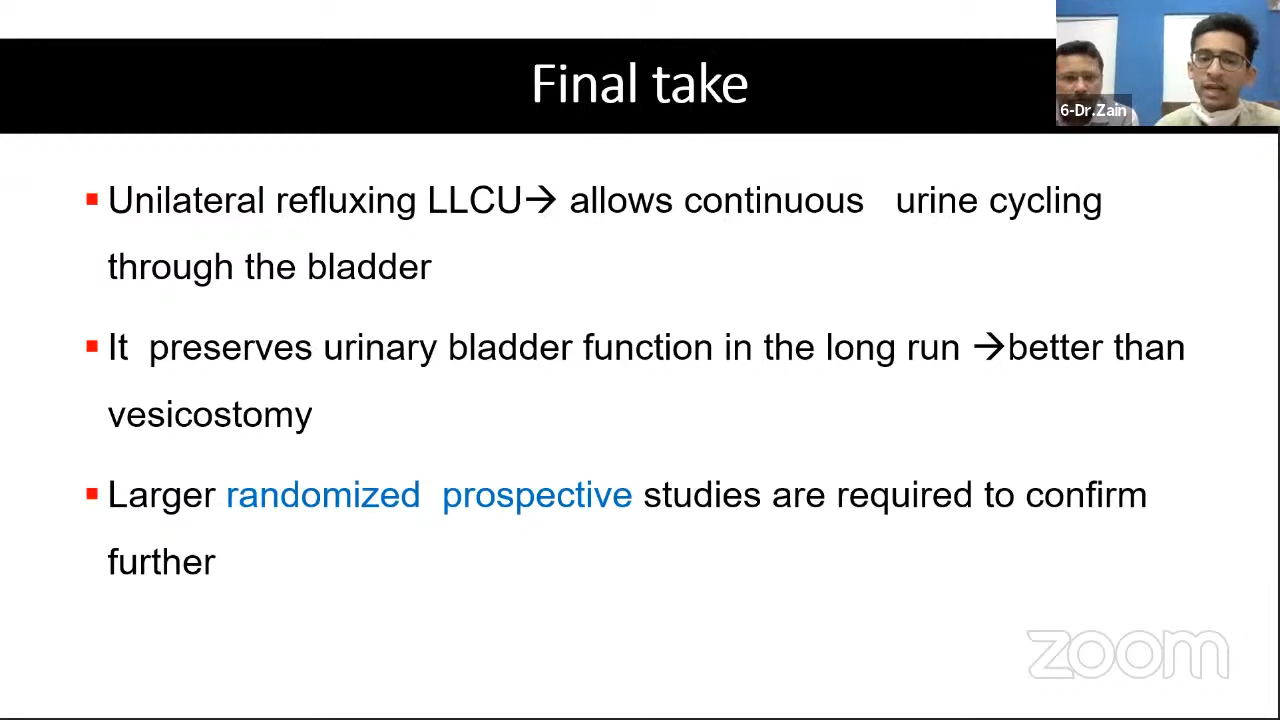 Final take
6-Dr.Zain
▪Unilateral refluxing LLCU→ allows continuous urine cycling
through the bladder
▪It preserves urinary bladder function in the long run →better than
vesicostomy
▪Larger randomized prospective studies are required to confirm
further
zoom